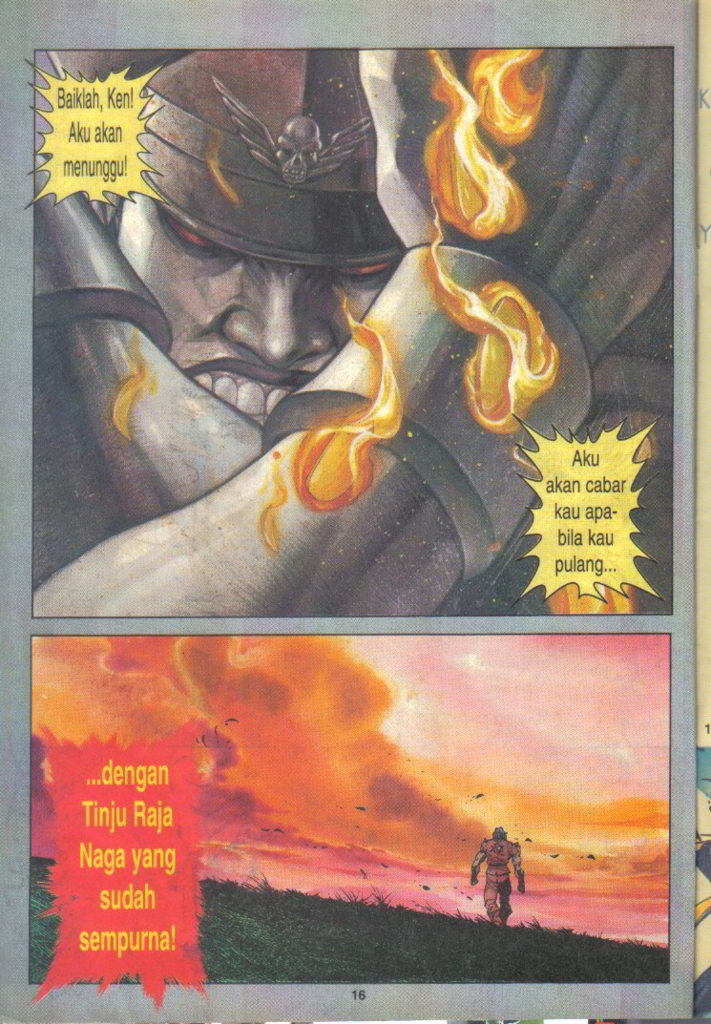 Baiklah, Ken!
Aku akan
menunggu!
Aku
akan cabar
kau apa-
bila kau
pulang...
...dengan
Tinju Raja
Naga yang
sudah
sempurna!
16